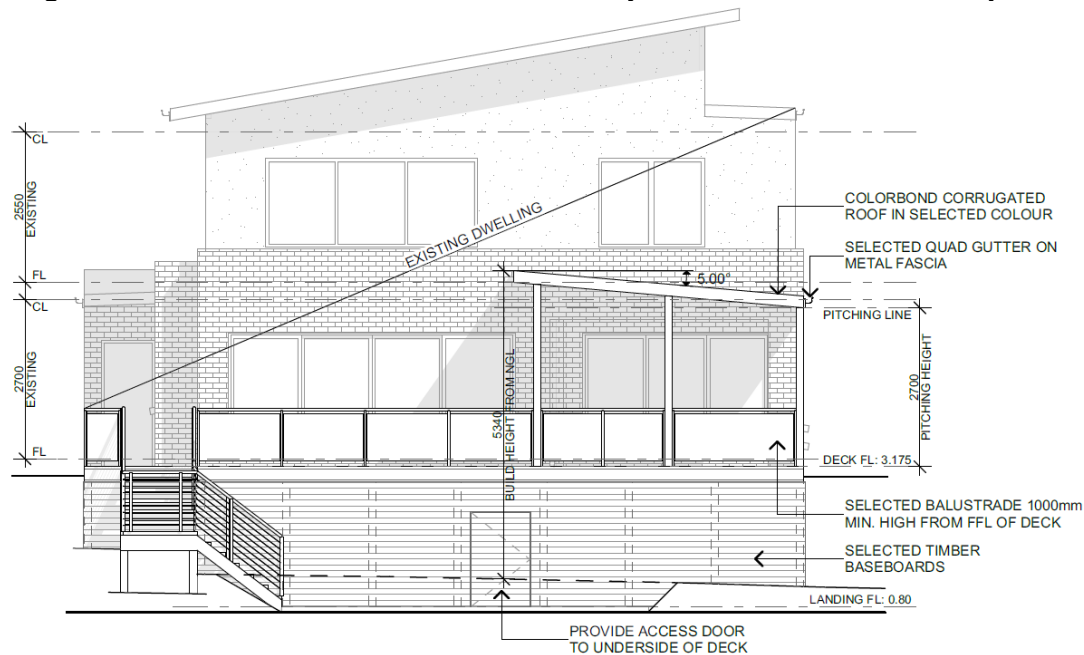 CL
2550
EXISTING
FL
CL
2700
EXISTING
FL
EXISTING DWELLING
5.00°
5340
BUILD HEIGHT FROM NGL
COLORBOND CORRUGATED
ROOF IN SELECTED COLOUR
SELECTED QUAD GUTTER ON
METAL FASCIA
PITCHING LINE
2700
PITCHING HEIGHT
DECK FL: 3.175
SELECTED BALUSTRADE 1000mm
MIN. HIGH FROM FFL OF DECK
SELECTED TIMBER
BASEBOARDS
LANDING FL: 0.80
PROVIDE ACCESS DOOR
TO UNDERSIDE OF DECK